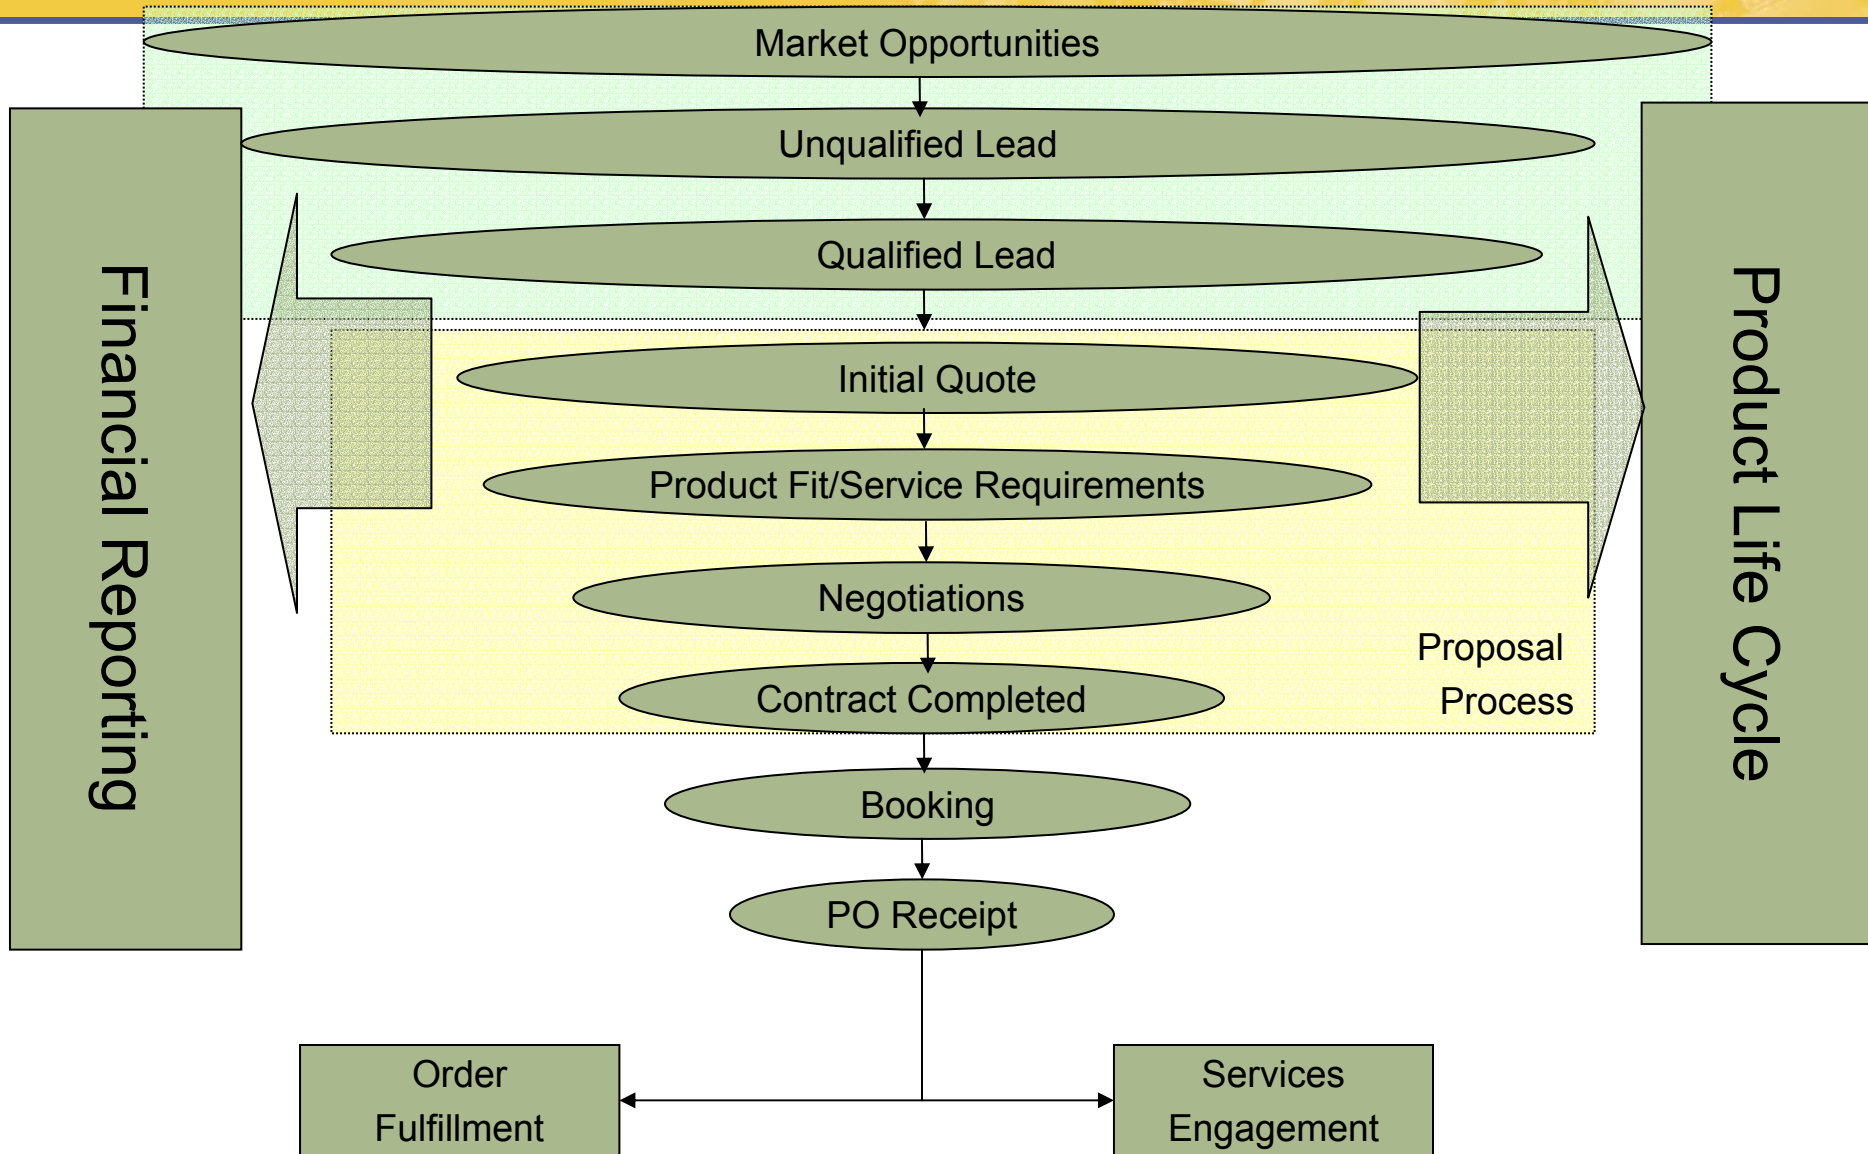 Market Opportunities
Unqualified Lead
Qualified Lead
Initial Quote
Product Fit/Service Requirements
Negotiations
Contract Completed
Proposal
Process
Booking
PO Receipt
Order
Fulfillment
Services
Engagement
Financial Reporting
Product Life Cycle